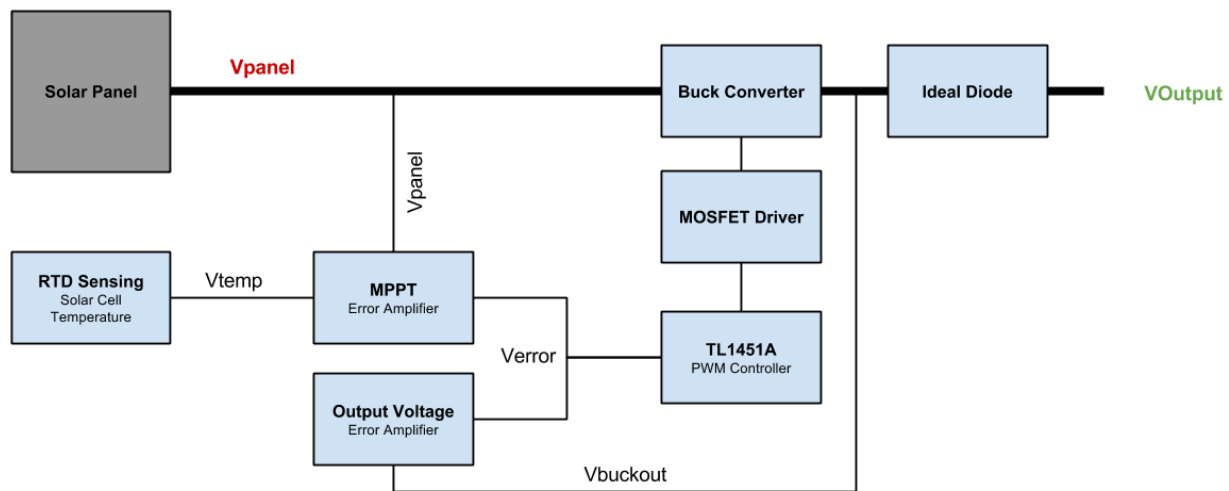 Solar Panel
Vpanel
Buck Converter
Ideal Diode
VOutput
Vpanel
MOSFET Driver
RTD Sensing
Solar Cell
Temperature
Vtemp
MPPT
Error Amplifier
Verror
TL1451A
PWM Controller
Output Voltage
Error Amplifier
Vbuckout